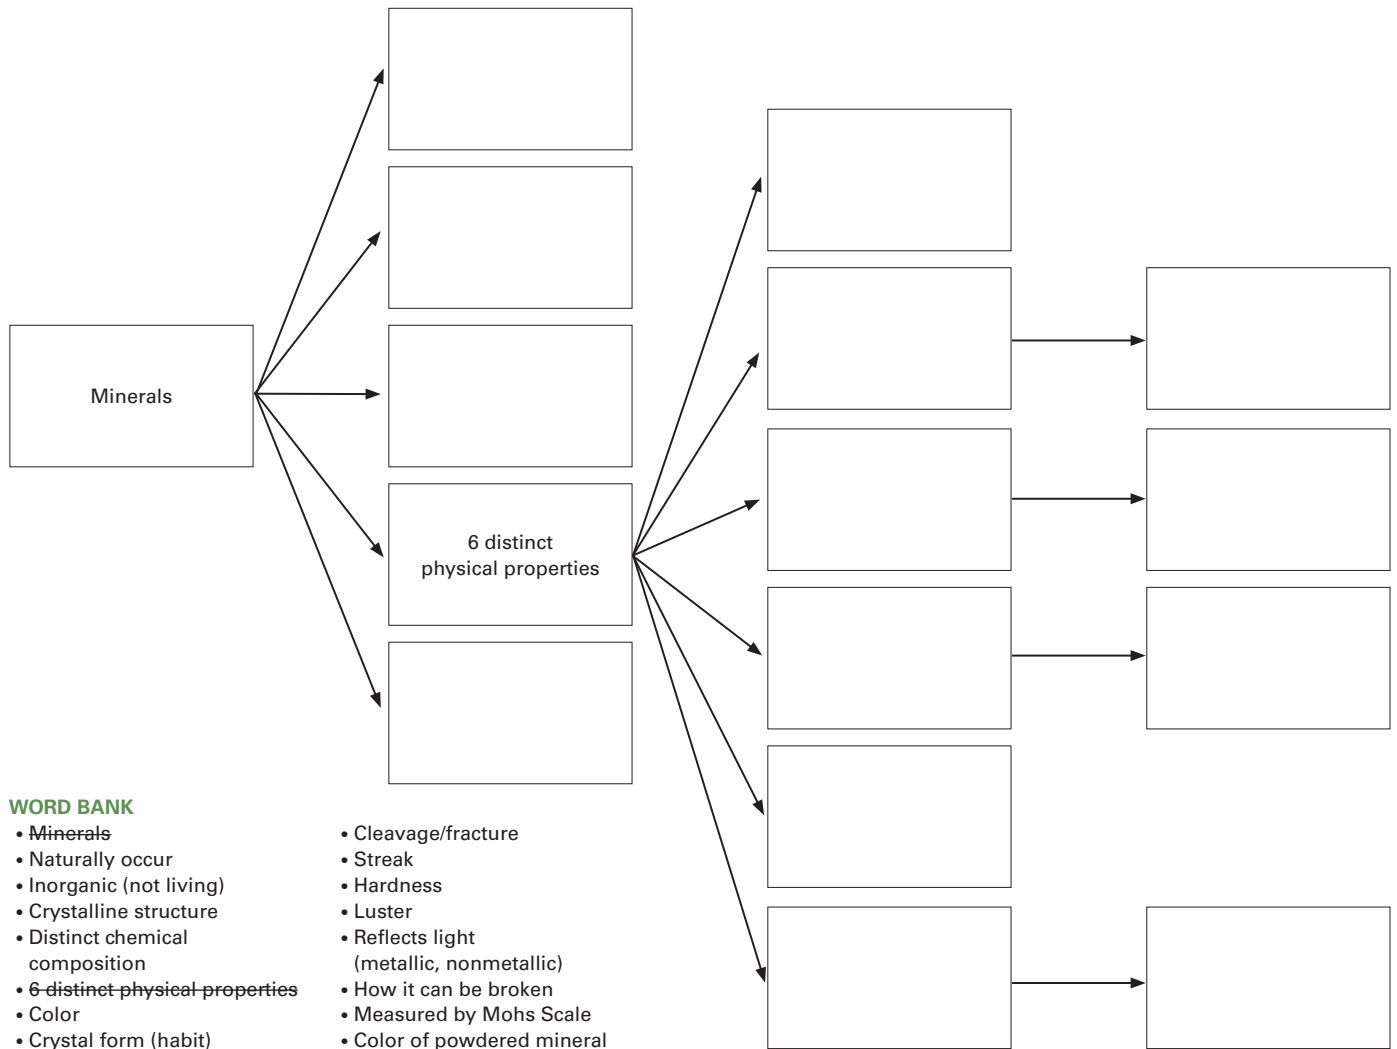 Minerals
6 distinct
physical properties
WORD BANK
• Minerals
• Naturally occur
• Inorganic (not living)
• Crystalline structure
• Distinct chemical
composition
• 6 distinct physical properties
• Color
• Crystal form (habit)
• Cleavage/fracture
• Streak
• Hardness
• Luster
• Reflects light
(metallic, nonmetallic)
• How it can be broken
• Measured by Mohs Scale
• Color of powdered mineral